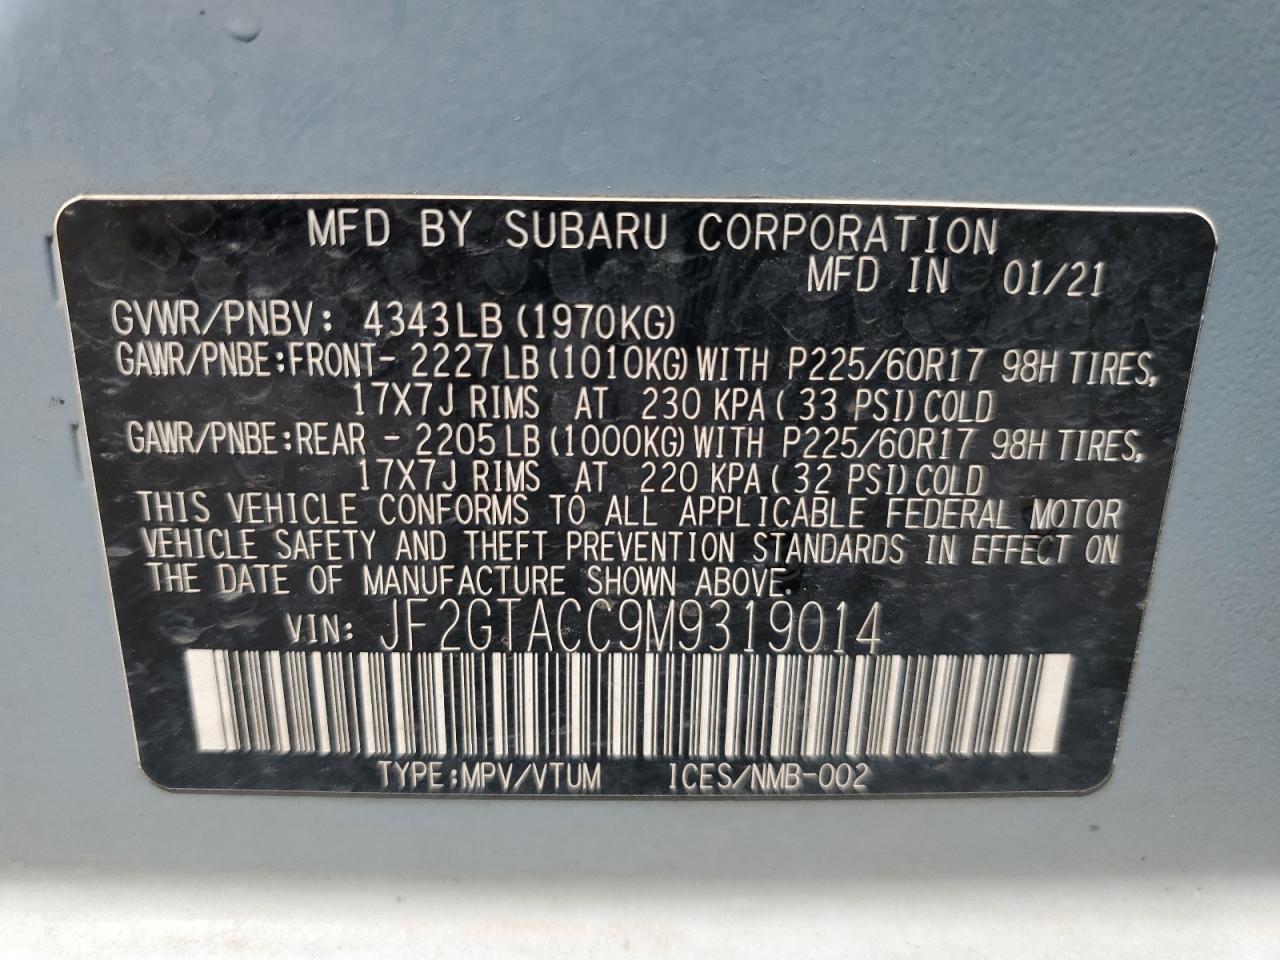 MFD BY SUBARU CORPORATION
MFD IN 01/21
GVWR/PNBV: 4343LB (1970KG)
GAWR/PNBE:FRONT- 2227LB (1010KG) WITH P225/60R17 98H TIRES,
17X7J RIMS AT 230 KPA ( 33 PSI) COLD
GAWR/PNBE:REAR - 2205LB (1000KG) WITH P225/60R17 98H TIRES,
17X7J RIMS AT 220 KPA ( 32 PSI) COLD
THIS VEHICLE CONFORMS TO ALL APPLICABLE FEDERAL MOTOR
VEHICLE SAFETY AND THEFT PREVENTION STANDARDS IN EFFECT ON
THE DATE OF MANUFACTURE SHOWN ABOVE.
VIN: JF2GTACC9M9319014
TYPE:MPV/VTUM ICES/NMB-002